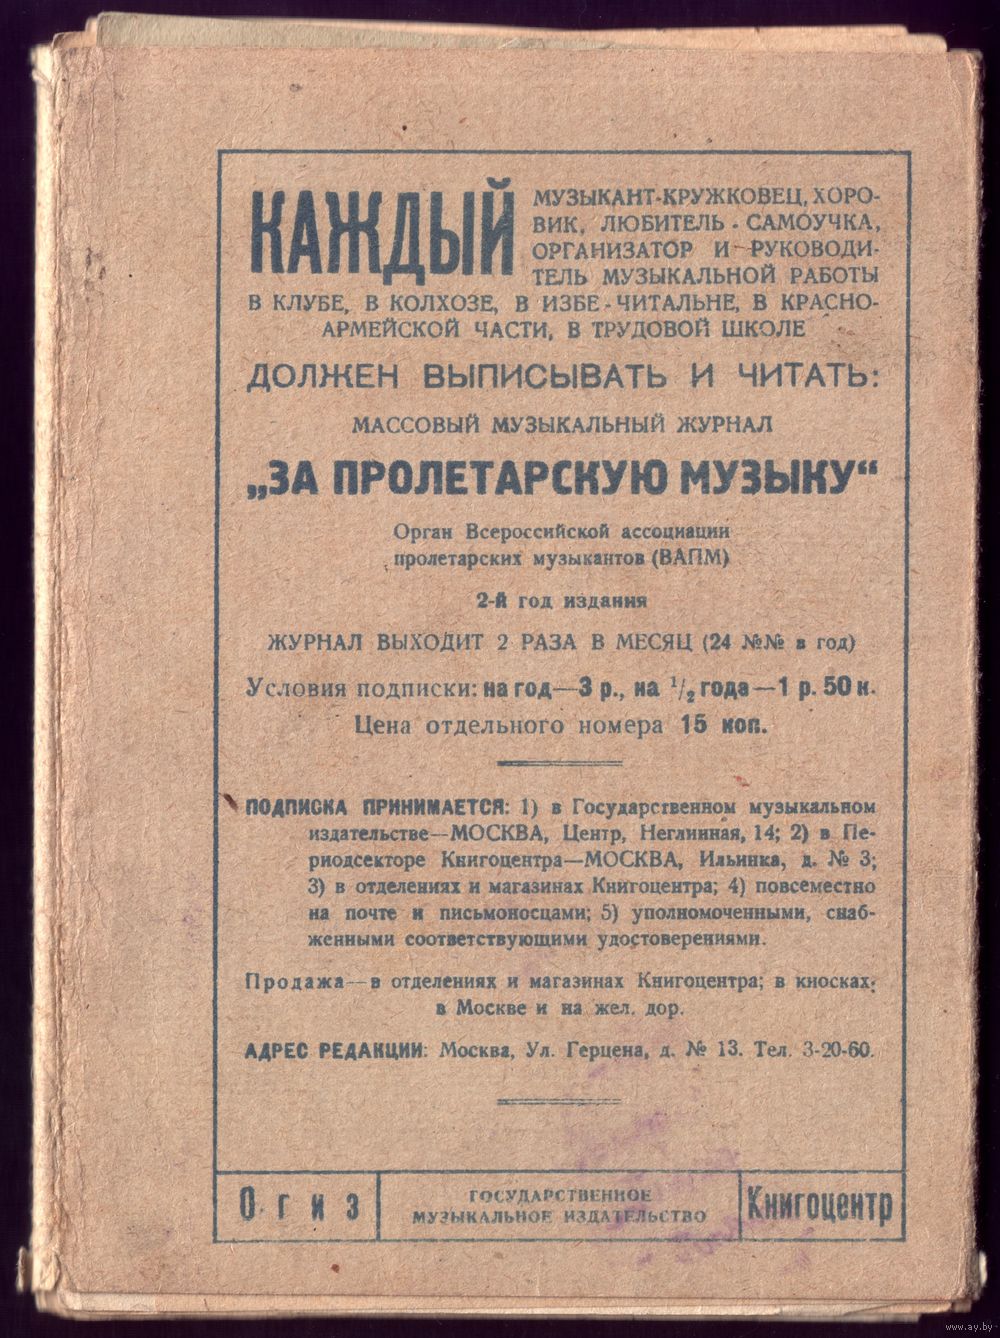 КАЖДЫЙ
МУЗЫКАНТ-КРУЖКОВЕЦ, ХОРО-
ВИК, ЛЮБИТЕЛЬ - САМОУЧКА,
ОРГАНИЗАТОР И РУКОВОДИ-
ТЕЛЬ МУЗЫКАЛЬНОЙ РАБОТЫ
В КЛУБЕ, В КОЛХОЗЕ, В ИЗБЕ-ЧИТАЛЬНЕ, В КРАСНО-
АРМЕЙСКОЙ ЧАСТИ, В ТРУДОВОЙ ШКОЛЕ
ДОЛЖЕН ВЫПИСЫВАТЬ И ЧИТАТЬ:
МАССОВЫЙ МУЗЫКАЛЬНЫЙ ЖУРНАЛ
„ЗА ПРОЛЕТАРСКУЮ МУЗЫКУ“
Орган Всероссийской ассоциации
пролетарских музыкантов (ВАПМ)
2-й год издания
ЖУРНАЛ ВЫХОДИТ 2 РАЗА В МЕСЯЦ (24 №№ в год)
Условия подписки: на год—3 р., на 1/2 года—1 р. 50 к.
Цена отдельного номера 15 коп.
ПОДПИСКА ПРИНИМАЕТСЯ: 1) в Государственном музыкальном
издательстве—МОСКВА, Центр, Неглинная, 14; 2) в Пе-
риодсекторе Книгоцентра—МОСКВА, Ильинка, д. № 3;
3) в отделениях и магазинах Книгоцентра; 4) повсеместно
на почте и письмоносцами; 5) уполномоченными, снаб-
женными соответствующими удостоверениями.
Продажа—в отделениях и магазинах Книгоцентра; в киосках;
в Москве и на жел. дор.
АДРЕС РЕДАКЦИИ: Москва, Ул. Герцена, д. № 13. Тел. 3-20-60.
Огиз
ГОСУДАРСТВЕННОЕ
МУЗЫКАЛЬНОЕ ИЗДАТЕЛЬСТВО
Книгоцентр
www.ay.by